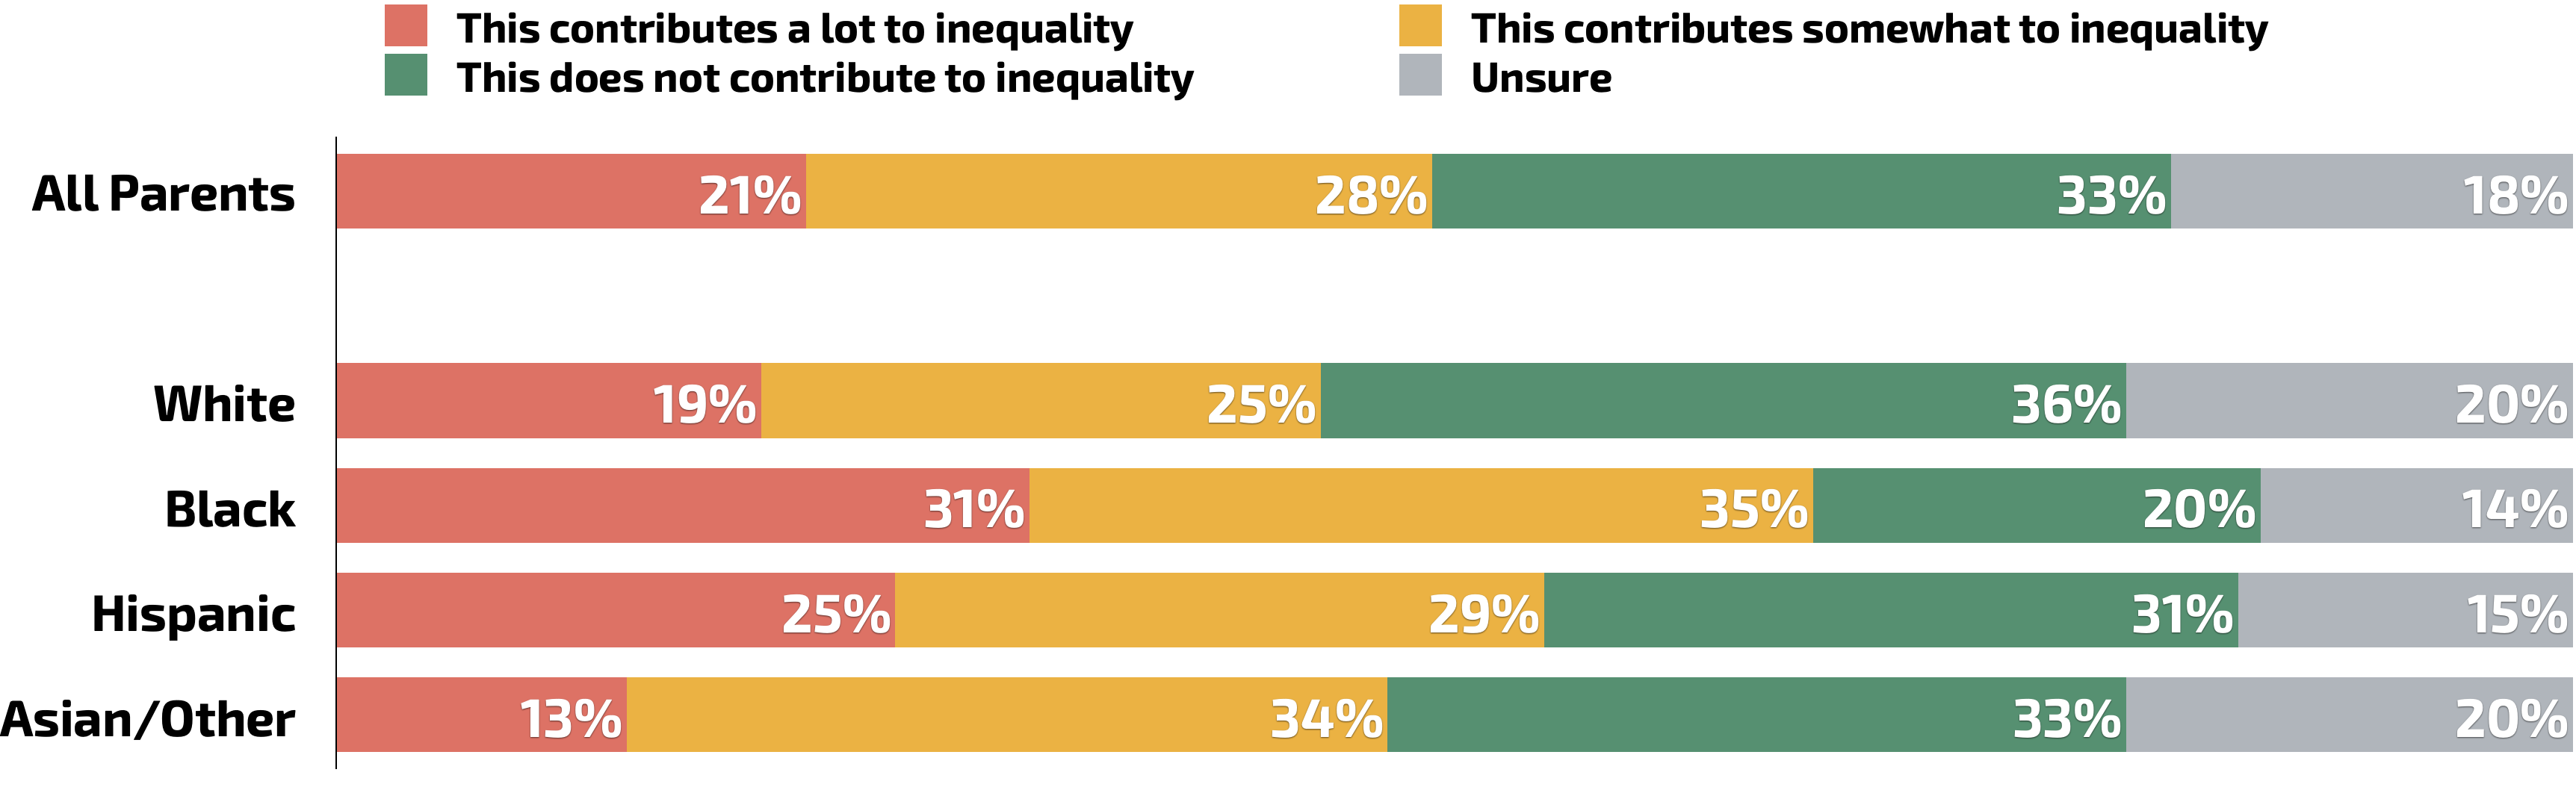 This contributes a lot to inequality
This contributes somewhat to inequality
This does not contribute to inequality
Unsure
All Parents 21% 28% 33% 18%
White 19% 25% 36% 20%
Black 31% 35% 20% 14%
Hispanic 25% 29% 31% 15%
Asian/Other 13% 34% 33% 20%